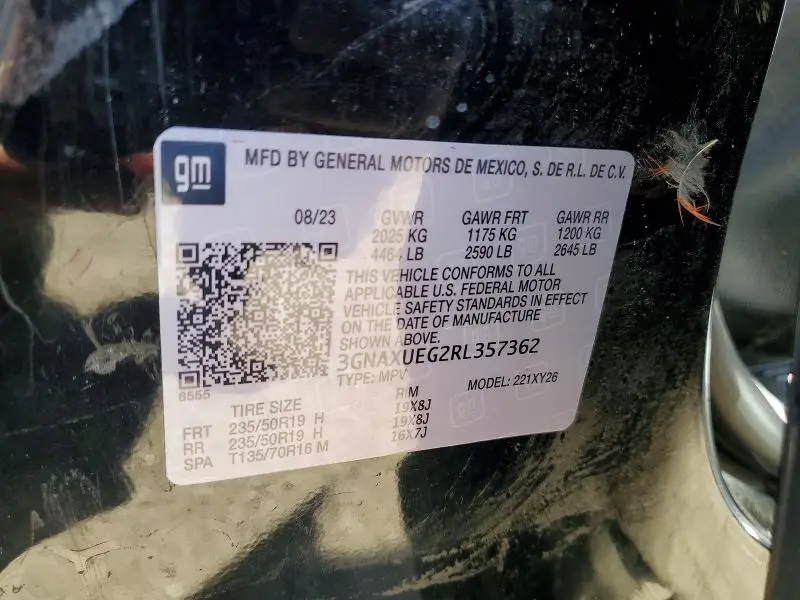 gm
MFD BY GENERAL MOTORS DE MEXICO, S. DE R.L. DE C.V.
08/23 GVWR GAWR FRT GAWR RR
2025 KG 1175 KG 1200 KG
4464 LB 2590 LB 2645 LB
THIS VEHICLE CONFORMS TO ALL
APPLICABLE U.S. FEDERAL MOTOR
VEHICLE SAFETY STANDARDS IN EFFECT
ON THE DATE OF MANUFACTURE
SHOWN ABOVE.
3GNAXUEG2RL357362
TYPE: MPV MODEL: 221XY26
8555
TIRE SIZE RIM
FRT 235/50R19 H 19X8J
RR 235/50R19 H 19X8J
SPA T135/70R16 M 16X7J